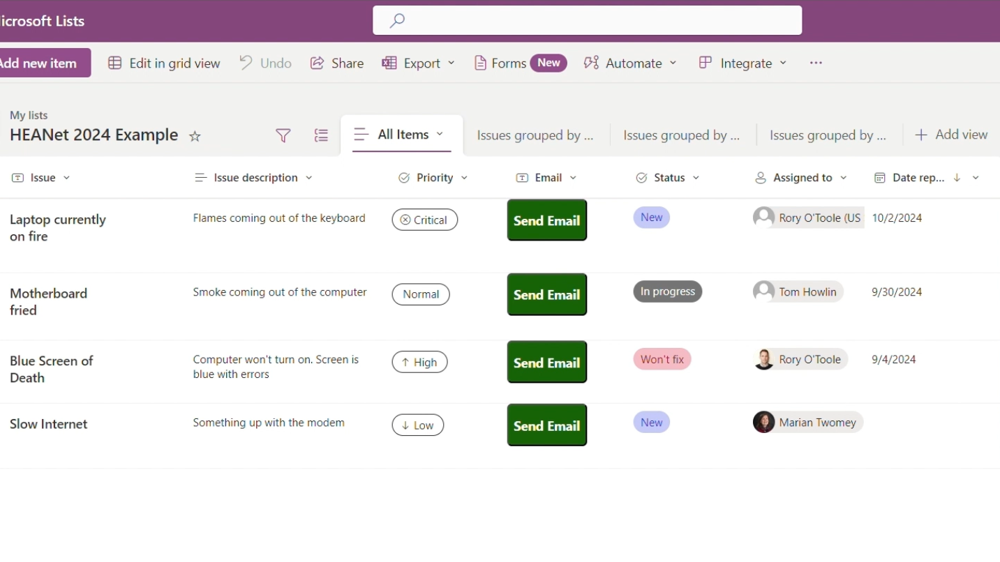 icrosoft Lists
Add new item Edit in grid view Undo Share Export Forms New Automate Integrate ...
My lists
HEANet 2024 Example All Items Issues grouped by ... Issues grouped by ... Issues grouped by ... Add view
Issue Issue description Priority Email Status Assigned to Date rep...
Laptop currently Flames coming out of the keyboard Critical Send Email New Rory O'Toole (US 10/2/2024
on fire
Motherboard Smoke coming out of the computer Normal Send Email In progress Tom Howlin 9/30/2024
fried
Blue Screen of Computer won't turn on. Screen is High Send Email Won't fix Rory O'Toole 9/4/2024
Death blue with errors
Slow Internet Something up with the modem Low Send Email New Marian Twomey